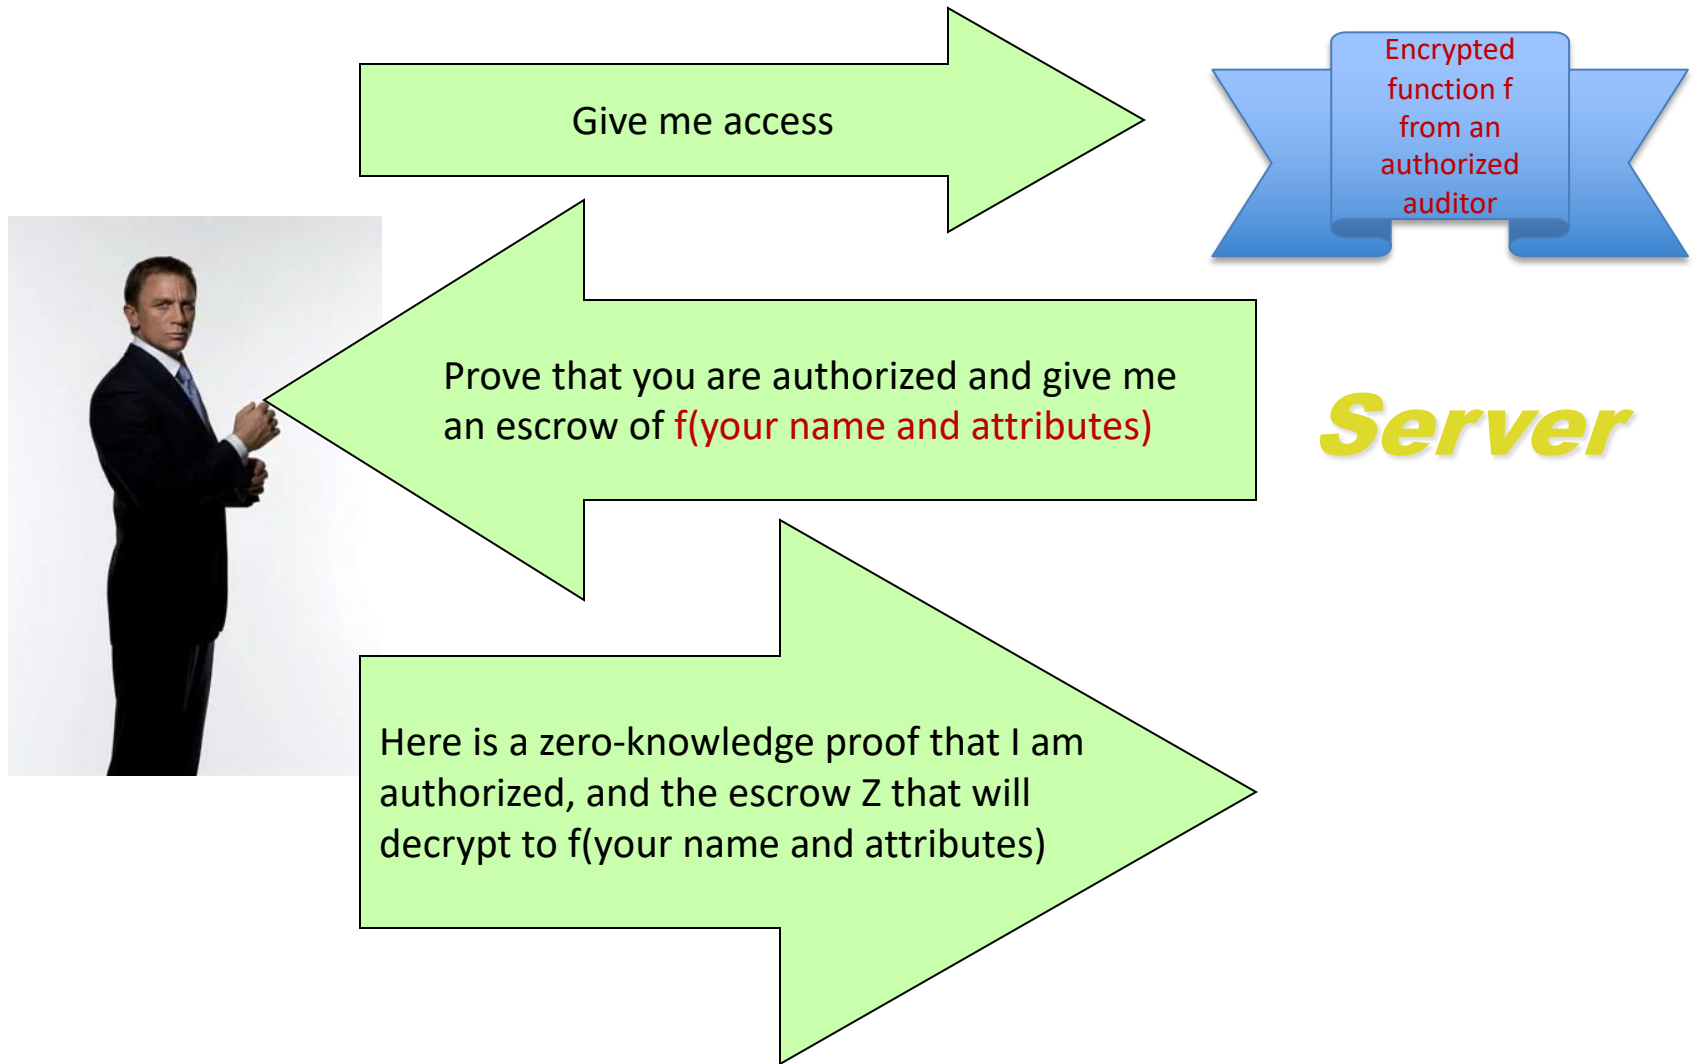 Give me access
Encrypted
function f
from an
authorized
auditor
Prove that you are authorized and give me
an escrow of f(your name and attributes)
Server
Here is a zero-knowledge proof that I am
authorized, and the escrow Z that will
decrypt to f(your name and attributes)